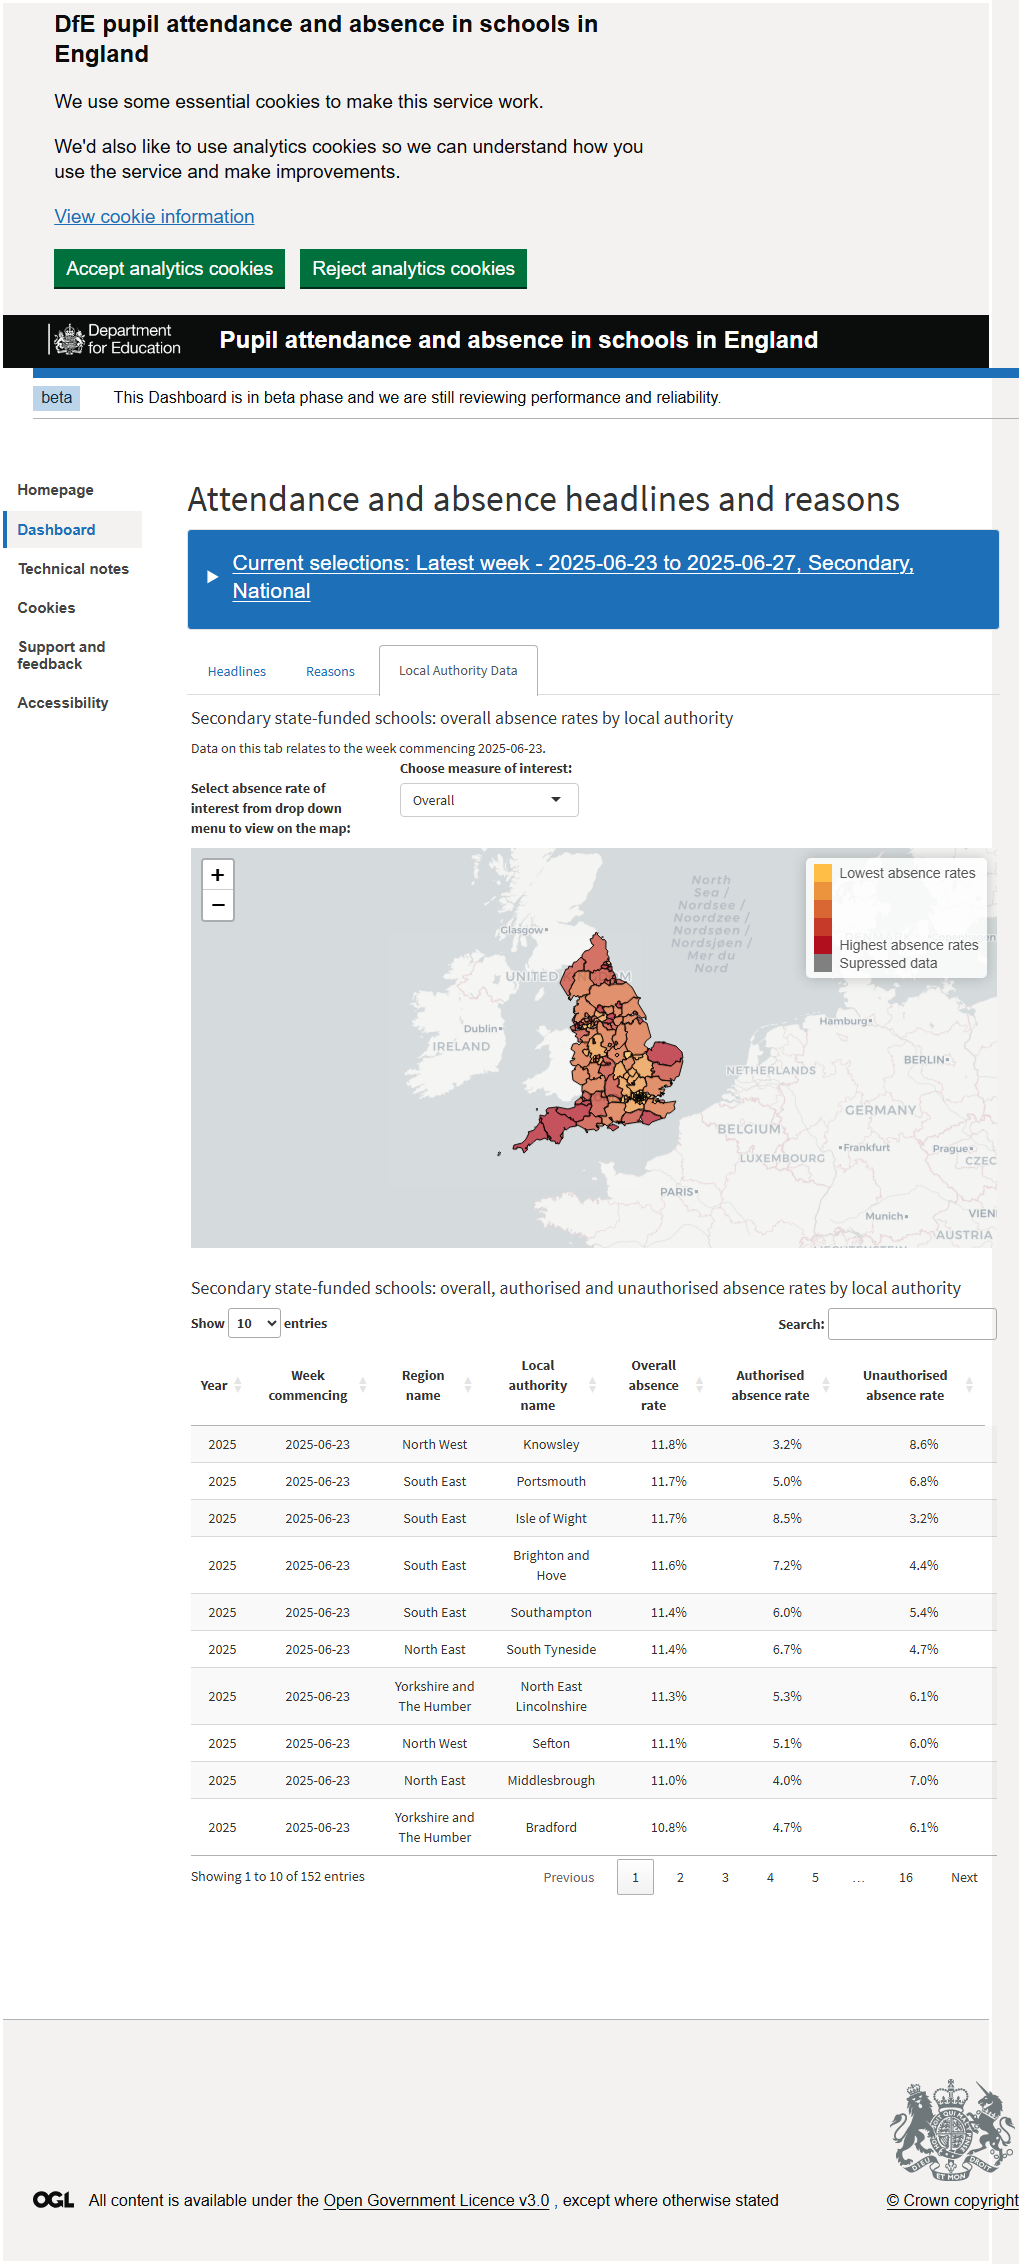 DfE pupil attendance and absence in schools in
England
We use some essential cookies to make this service work.
We'd also like to use analytics cookies so we can understand how you
use the service and make improvements.
View cookie information
Accept analytics cookies
Reject analytics cookies
Department
for Education
Pupil attendance and absence in schools in England
beta
This Dashboard is in beta phase and we are still reviewing performance and reliability.
Homepage
Dashboard
Technical notes
Cookies
Support and
feedback
Accessibility
Attendance and absence headlines and reasons
Current selections: Latest week - 2025-06-23 to 2025-06-27, Secondary,
National
Headlines
Reasons
Local Authority Data
Secondary state-funded schools: overall absence rates by local authority
Data on this tab relates to the week commencing 2025-06-23.
Select absence rate of
interest from drop down
menu to view on the map:
Choose measure of interest:
Overall
+
−
Lowest absence rates
Highest absence rates
Supressed data
North
Sea /
Nordsee /
Noordzee /
Nordsøen /
Nordsjøen /
Mer du
Nord
Glasgow
UNITED KINGDOM
Dublin
IRELAND
Hamburg
BERLIN
NETHERLANDS
GERMANY
BELGIUM
Frankfurt
Prague
LUXEMBOURG
CZEC
PARIS
Munich
VIEN
AUSTRIA
Secondary state-funded schools: overall, authorised and unauthorised absence rates by local authority
Show 10 entries
Search:
Year Week commencing Region name Local authority name Overall absence rate Authorised absence rate Unauthorised absence rate
2025 2025-06-23 North West Knowsley 11.8% 3.2% 8.6%
2025 2025-06-23 South East Portsmouth 11.7% 5.0% 6.8%
2025 2025-06-23 South East Isle of Wight 11.7% 8.5% 3.2%
2025 2025-06-23 South East Brighton and Hove 11.6% 7.2% 4.4%
2025 2025-06-23 South East Southampton 11.4% 6.0% 5.4%
2025 2025-06-23 North East South Tyneside 11.4% 6.7% 4.7%
2025 2025-06-23 Yorkshire and The Humber North East Lincolnshire 11.3% 5.3% 6.1%
2025 2025-06-23 North West Sefton 11.1% 5.1% 6.0%
2025 2025-06-23 North East Middlesbrough 11.0% 4.0% 7.0%
2025 2025-06-23 Yorkshire and The Humber Bradford 10.8% 4.7% 6.1%
Showing 1 to 10 of 152 entries
Previous 1 2 3 4 5 … 16 Next
OGL All content is available under the Open Government Licence v3.0 , except where otherwise stated
© Crown copyright